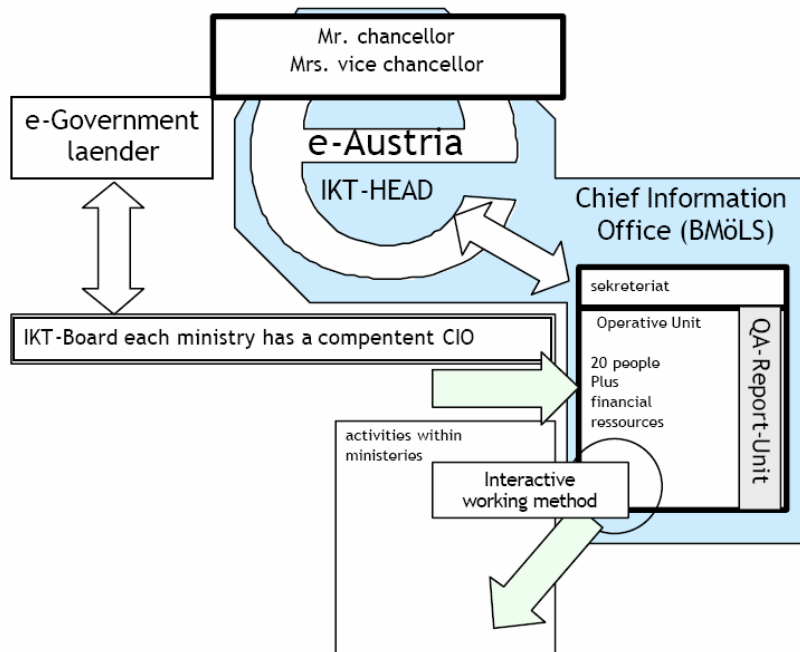 Mr. chancellor
Mrs. vice chancellor
e-Government
laender
e-Austria
IKT-HEAD
Chief Information
Office (BMöLS)
sekreteriat
IKT-Board each ministry has a compentent CIO
Operative Unit
20 people
Plus
financial
ressources
QA-Report-Unit
activities within
ministeries
Interactive
working method